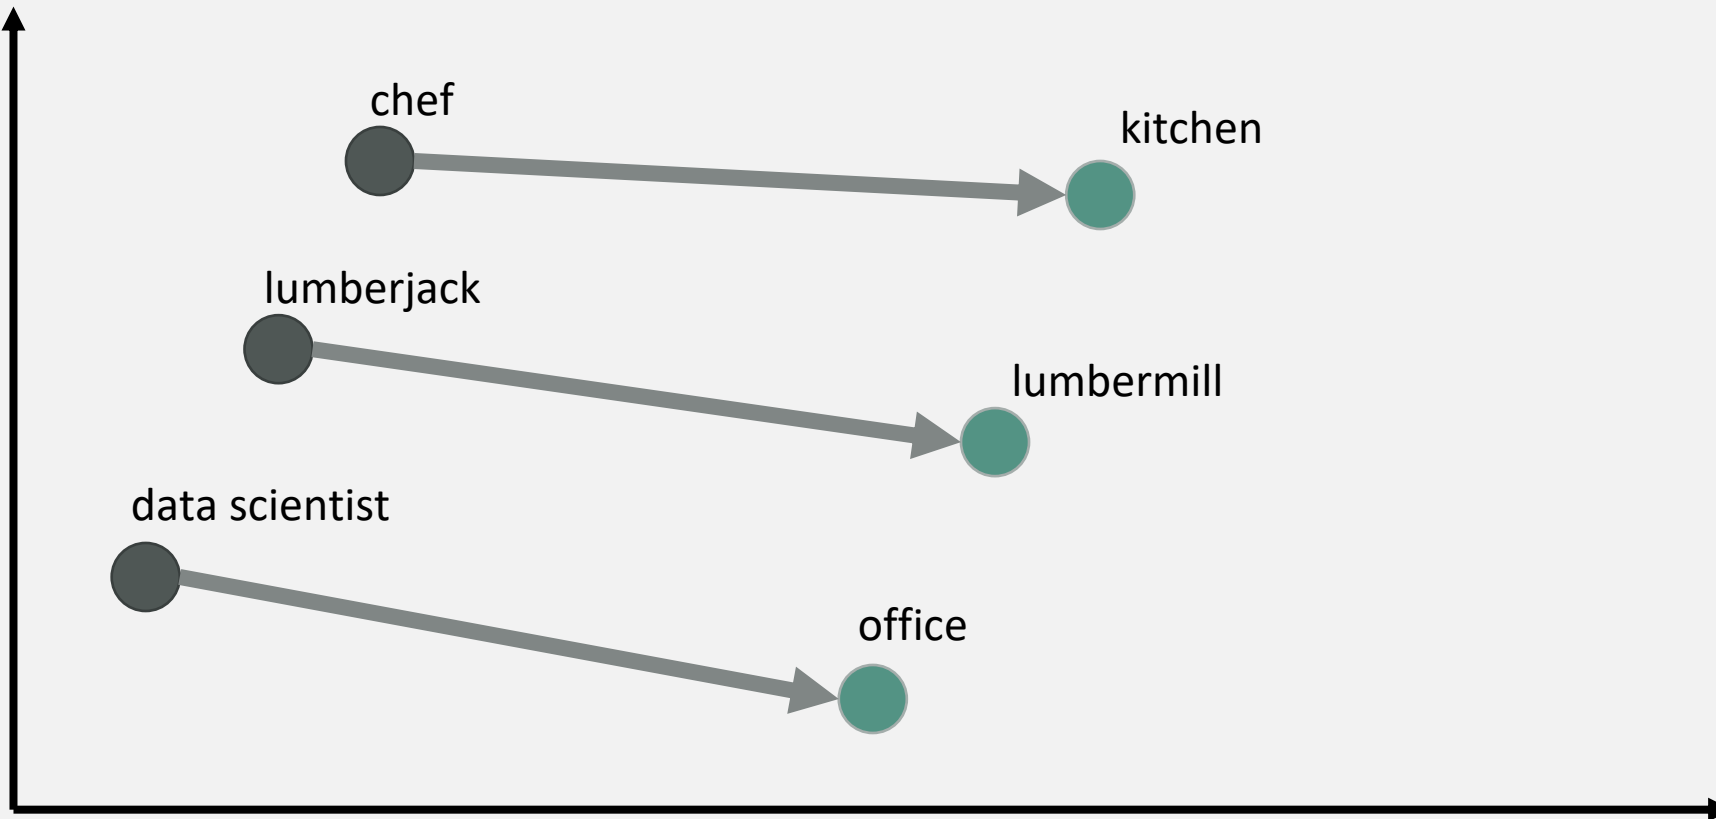 chef
kitchen
lumberjack
lumbermill
data scientist
office